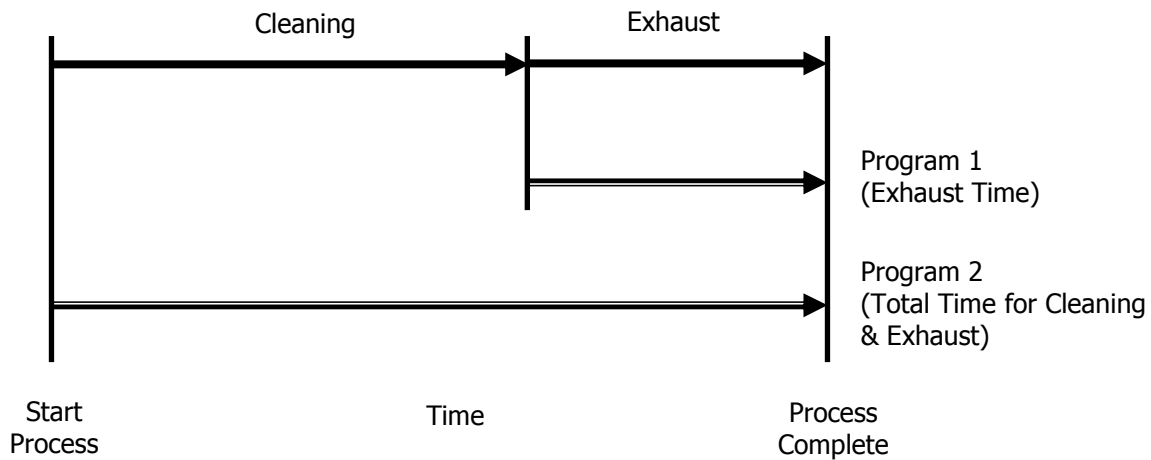 Cleaning
Exhaust
Program 1
(Exhaust Time)
Program 2
(Total Time for Cleaning
& Exhaust)
Start
Process
Time
Process
Complete